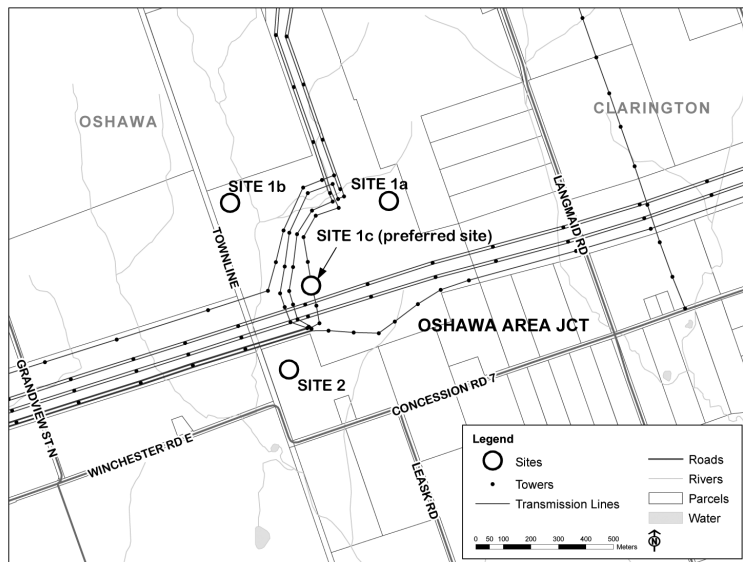 OSHAWA
CLARINGTON
SITE 1b
SITE 1a
LANGMAID RD
TOWNLINE
SITE 1c (preferred site)
OSHAWA AREA JCT
SITE 2
GRANDVIEW ST N
CONCESSION RD 7
WINCHESTER RD E
LEASK RD
Legend
Sites
Towers
Transmission Lines
Roads
Rivers
Parcels
Water
0 50 100 200 300 400 500
Meters
N